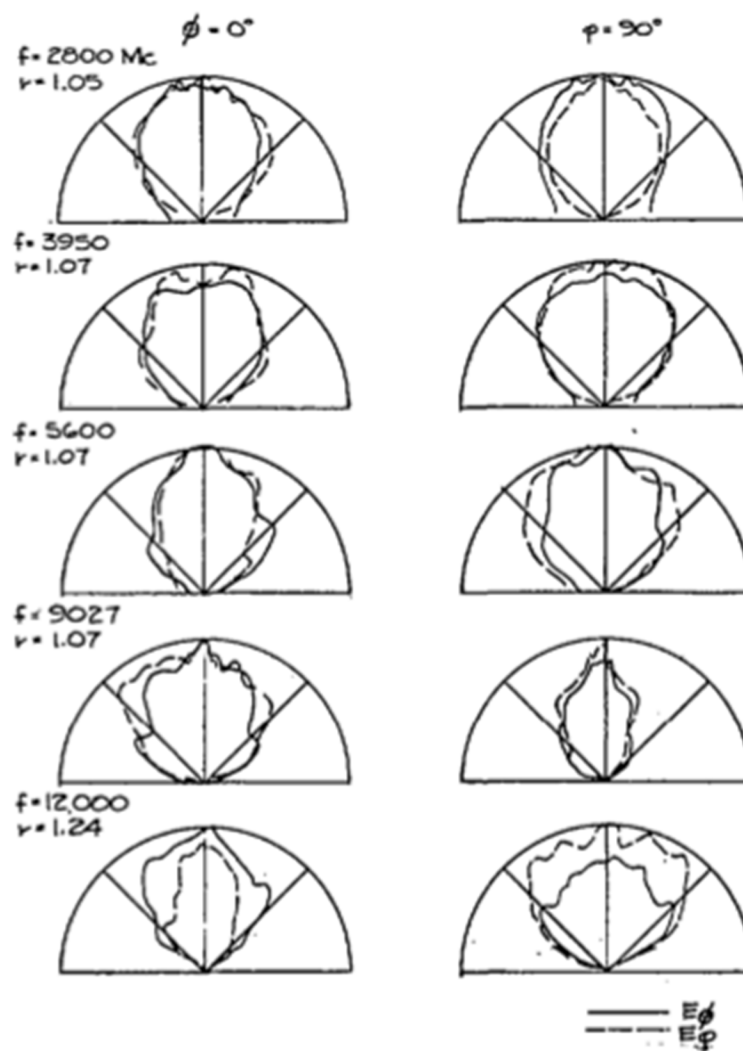 ϕ = 0°
φ = 90°
f = 2800 Mc
r = 1.05
f = 3950
r = 1.07
f = 5600
r = 1.07
f = 9027
r = 1.07
f = 12,000
r = 1.24
Eϕ
Eφ